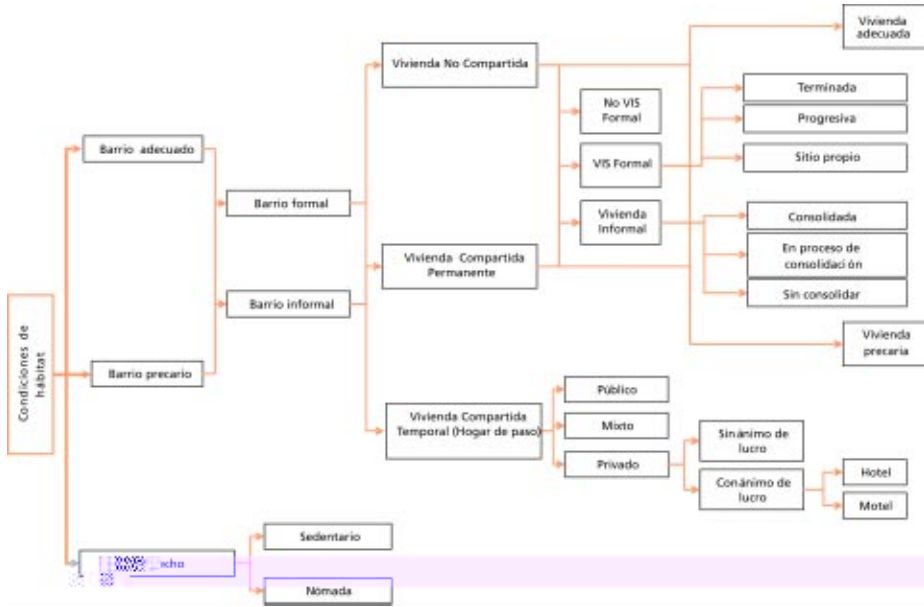 Condiciones de
hábitat
Barrio adecuado
Barrio precario
Barrio formal
Barrio informal
Vivienda No Compartida
Vivienda Compartida
Permanente
Vivienda Compartida
Temporal (Hogar de paso)
No VIS
Formal
VIS Formal
Vivienda
Informal
Vivienda
adecuada
Terminada
Progresiva
Sitio propio
Consolidada
En proceso de
consolidación
Sin consolidar
Vivienda
precaria
Público
Mixto
Privado
Sinánimo de
lucro
Conánimo de
lucro
Hotel
Motel
Sedentario
Nómada